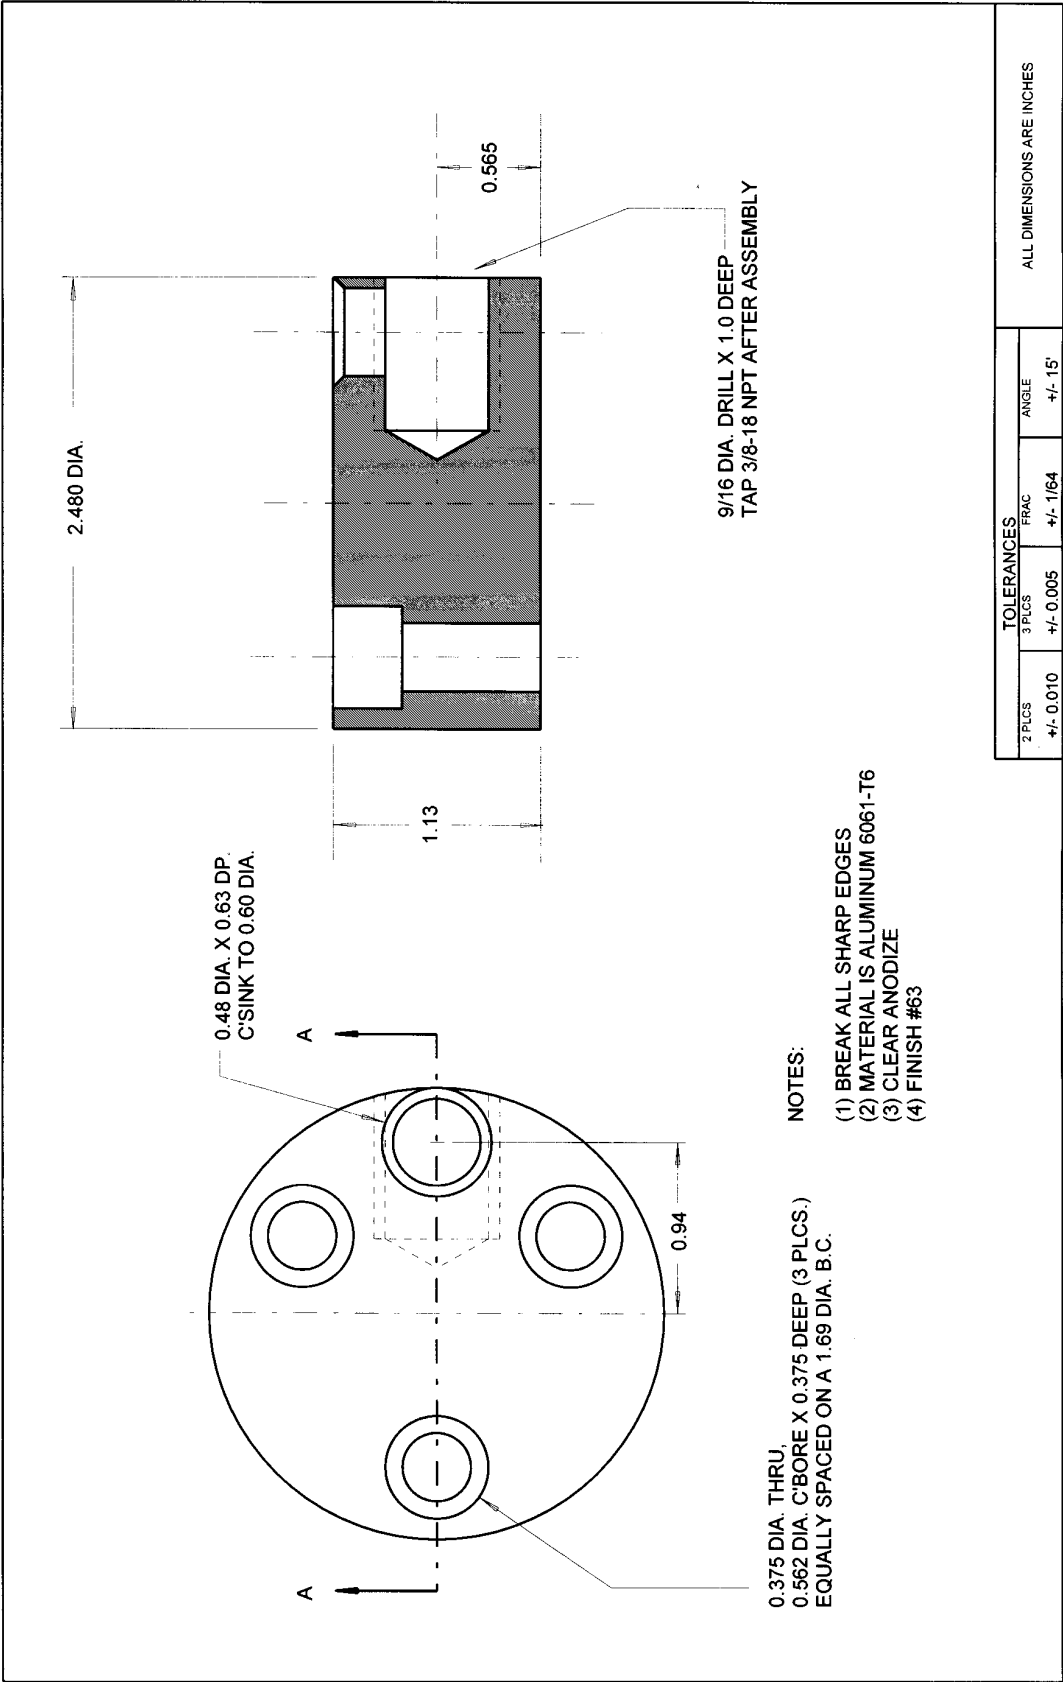 0.48 DIA. X 0.63 DP.
C'SINK TO 0.60 DIA.
A
A
0.94
0.375 DIA. THRU,
0.562 DIA. C'BORE X 0.375 DEEP (3 PLCS.)
EQUALLY SPACED ON A 1.69 DIA. B.C.
2.480 DIA.
1.13
0.565
9/16 DIA. DRILL X 1.0 DEEP
TAP 3/8-18 NPT AFTER ASSEMBLY
NOTES:
(1) BREAK ALL SHARP EDGES
(2) MATERIAL IS ALUMINUM 6061-T6
(3) CLEAR ANODIZE
(4) FINISH #63
TOLERANCES
2 PLCS 3 PLCS FRAC ANGLE
+/- 0.010 +/- 0.005 +/- 1/64 +/- 15'
ALL DIMENSIONS ARE INCHES